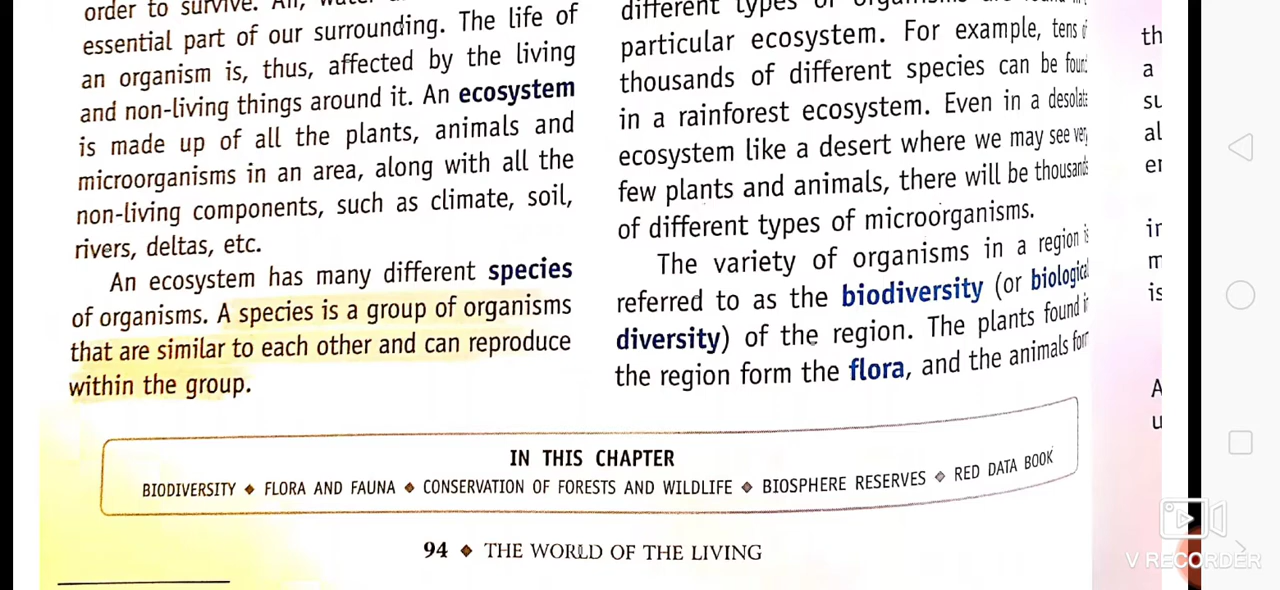 order to survive. Air, water
essential part of our surrounding. The life of
an organism is, thus, affected by the living
and non-living things around it. An ecosystem
is made up of all the plants, animals and
microorganisms in an area, along with all the
non-living components, such as climate, soil,
rivers, deltas, etc.
An ecosystem has many different species
of organisms. A species is a group of organisms
that are similar to each other and can reproduce
within the group.
different types of organisms are found in
particular ecosystem. For example, tens of
thousands of different species can be found
in a rainforest ecosystem. Even in a desolate
ecosystem like a desert where we may see very
few plants and animals, there will be thousands
of different types of microorganisms.
The variety of organisms in a region is
referred to as the biodiversity (or biological
diversity) of the region. The plants found in
the region form the flora, and the animals form
th
a
su
al
er
in
m
is
A
u
IN THIS CHAPTER
BIODIVERSITY ◆ FLORA AND FAUNA ◆ CONSERVATION OF FORESTS AND WILDLIFE ◆ BIOSPHERE RESERVES ◆ RED DATA BOOK
94 ◆ THE WORLD OF THE LIVING
V RECORDER